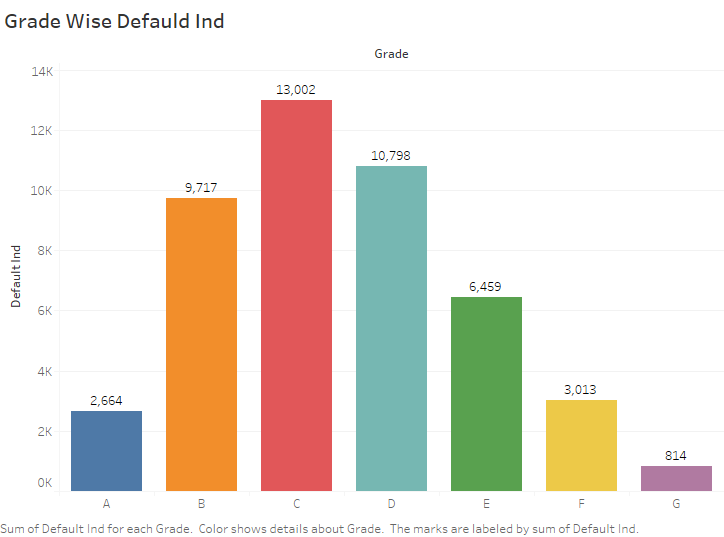 Grade Wise Defauld Ind
Grade
14K
12K
10K
8K
6K
4K
2K
0K
Default Ind
2,664
9,717
13,002
10,798
6,459
3,013
814
A B C D E F G
Sum of Default Ind for each Grade.  Color shows details about Grade.  The marks are labeled by sum of Default Ind.